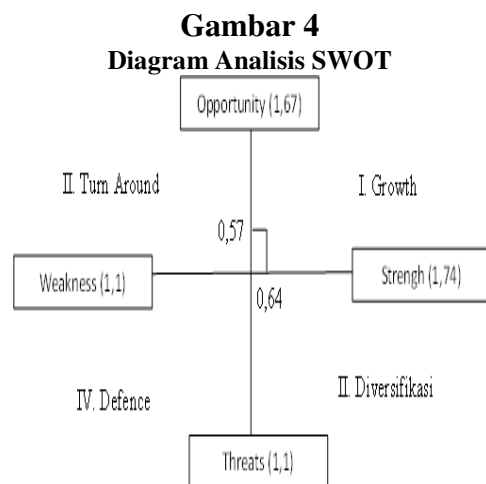 Gambar 4
Diagram Analisis SWOT
Opportunity (1,67)
II. Turn Around
I. Growth
0,57
Weakness (1,1)
Strengh (1,74)
0,64
IV. Defence
II. Diversifikasi
Threats (1,1)